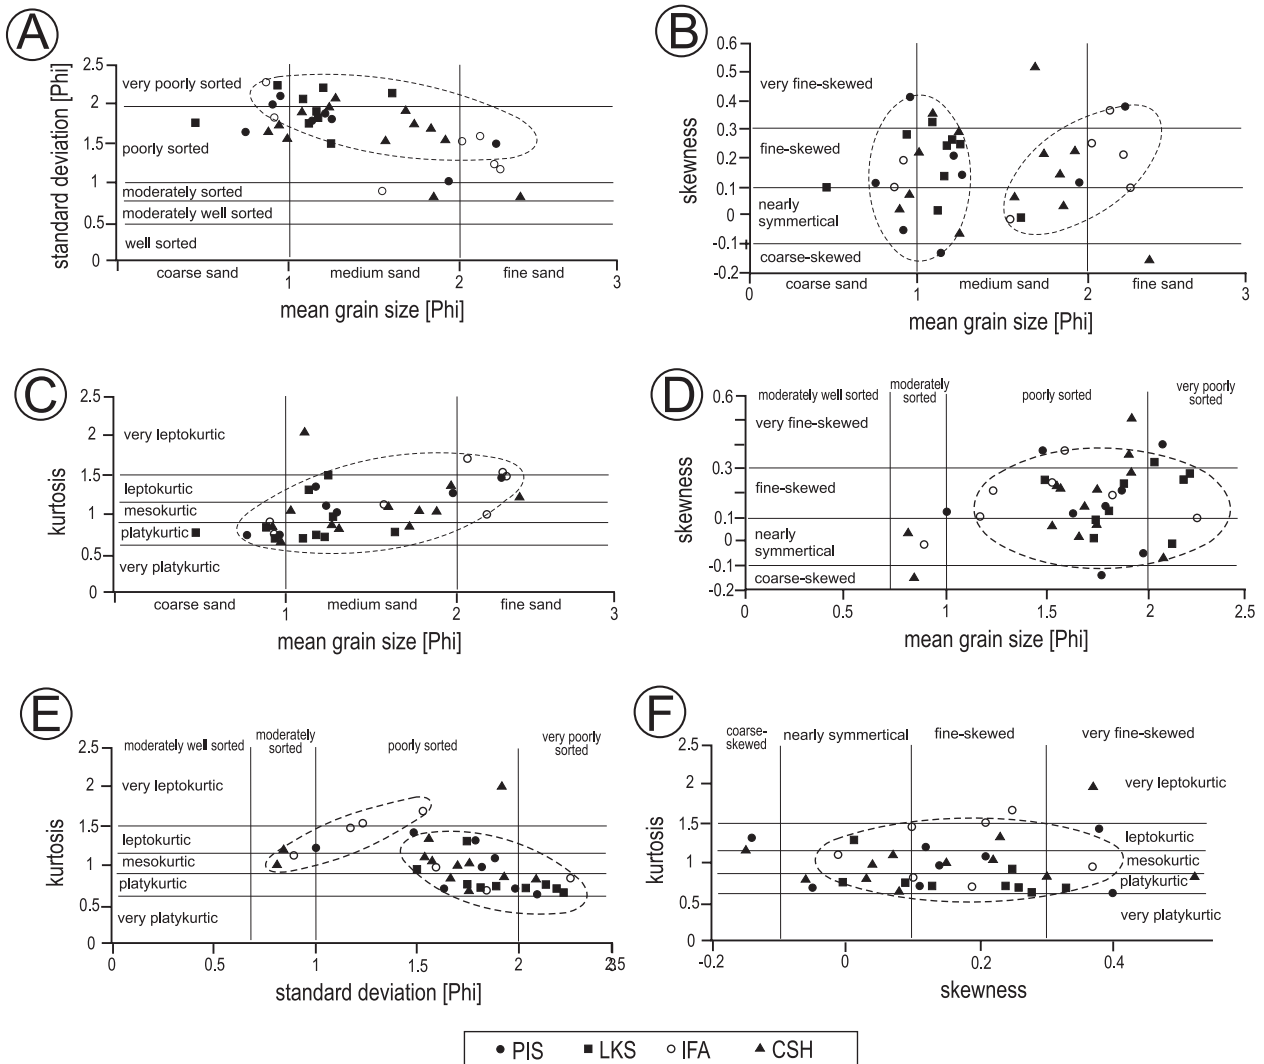 A
standard deviation [Phi]
2.5
2
1.5
1
0.5
0
very poorly sorted
poorly sorted
moderately sorted
moderately well sorted
well sorted
coarse sand
medium sand
fine sand
1
2
3
mean grain size [Phi]
B
skewness
0.6
0.5
0.4
0.3
0.2
0.1
0
-0.1
-0.2
very fine-skewed
fine-skewed
nearly
symmertical
coarse-skewed
coarse sand
medium sand
fine sand
0
1
2
3
mean grain size [Phi]
C
kurtosis
2.5
2
1.5
1
0.5
0
very leptokurtic
leptokurtic
mesokurtic
platykurtic
very platykurtic
coarse sand
medium sand
fine sand
1
2
3
mean grain size [Phi]
D
skewness
0.6
0.3
0.1
0
-0.1
-0.2
moderately well sorted
moderately
sorted
poorly sorted
very poorly
sorted
very fine-skewed
fine-skewed
nearly
symmertical
coarse-skewed
0
0.5
1
1.5
2
2.5
mean grain size [Phi]
E
kurtosis
2.5
2
1.5
1
0.5
0
moderately well sorted
moderately
sorted
poorly sorted
very poorly
sorted
very leptokurtic
leptokurtic
mesokurtic
platykurtic
very platykurtic
0
0.5
1
1.5
2
standard deviation [Phi]
F
kurtosis
2.5
2
1.5
1
0.5
0
coarse-
skewed
nearly symmertical
fine-skewed
very fine-skewed
very leptokurtic
leptokurtic
mesokurtic
platykurtic
very platykurtic
-0.2
0
0.2
0.4
skewness
PIS LKS IFA CSH